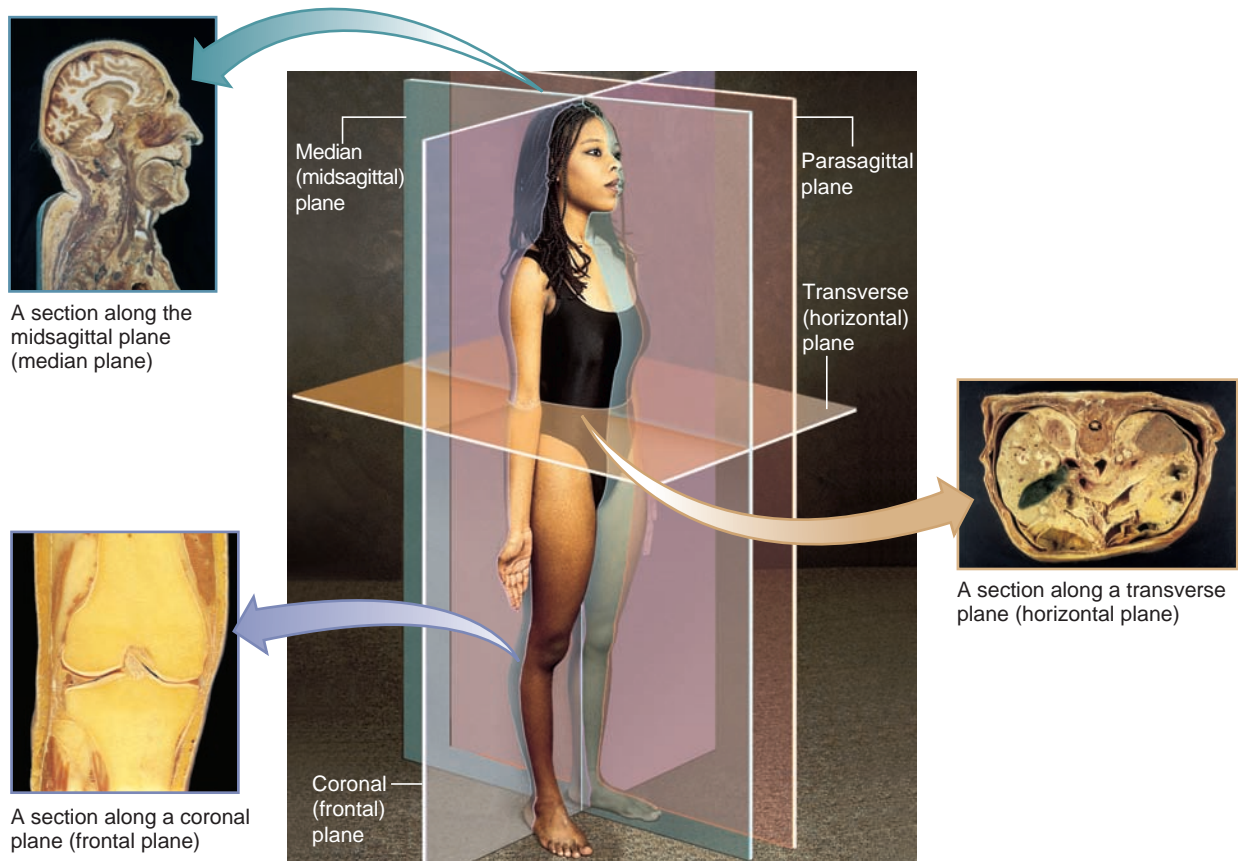 A section along the
midsagittal plane
(median plane)
Median
(midsagittal)
plane
Parasagittal
plane
Transverse
(horizontal)
plane
A section along a transverse
plane (horizontal plane)
Coronal
(frontal)
plane
A section along a coronal
plane (frontal plane)